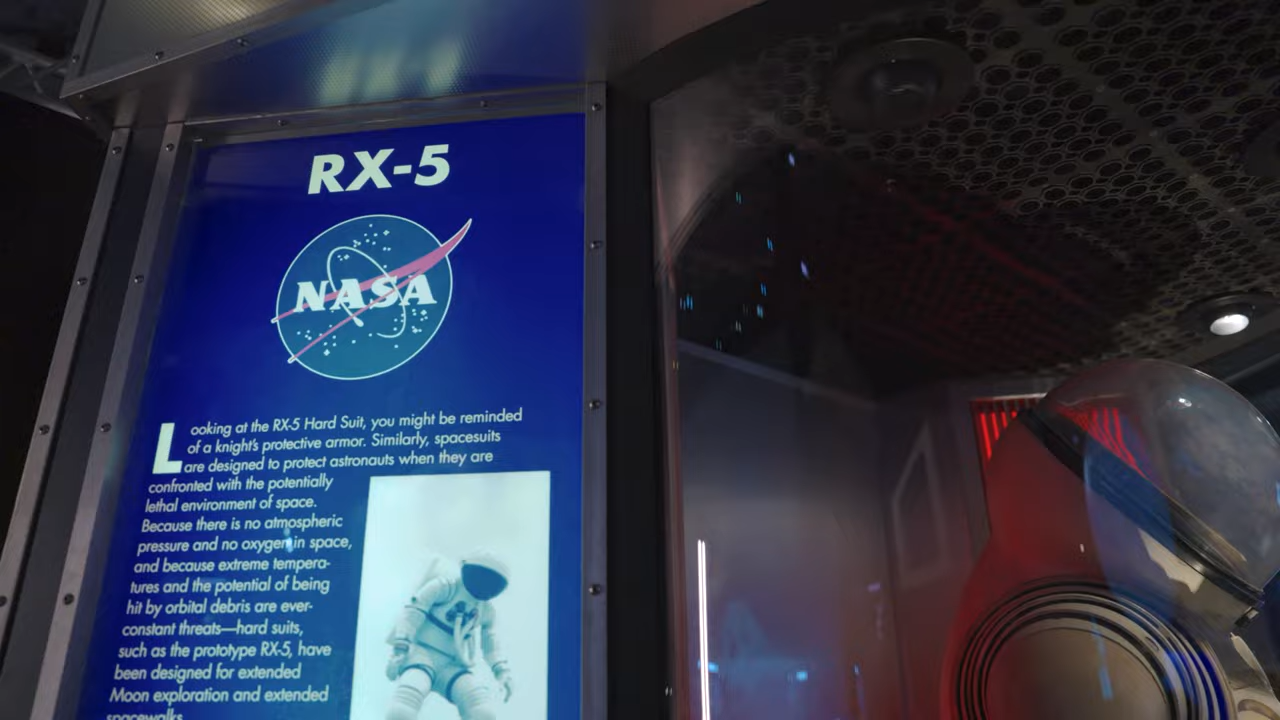 RX-5
NASA
Looking at the RX-5 Hard Suit, you might be reminded
of a knight's protective armor. Similarly, spacesuits
are designed to protect astronauts when they are
confronted with the potentially
lethal environment of space.
Because there is no atmospheric
pressure and no oxygen in space,
and because extreme tempera-
tures and the potential of being
hit by orbital debris are ever-
constant threats—hard suits,
such as the prototype RX-5, have
been designed for extended
Moon exploration and extended
spacewalks.